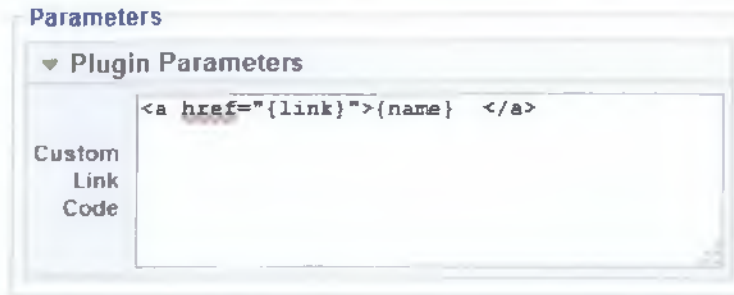 Parameters
Plugin Parameters
<a href="{link}">{name}  </a>
Custom
Link
Code